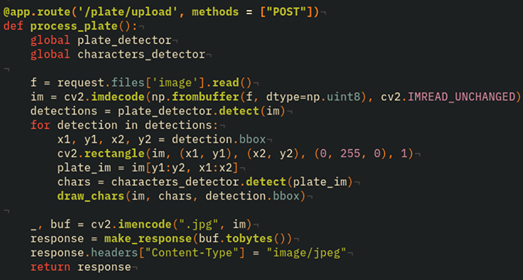 @app.route('/plate/upload', methods = ["POST"])¬
def process_plate():¬
    global plate_detector¬
    global characters_detector¬
¬
    f = request.files['image'].read()¬
    im = cv2.imdecode(np.frombuffer(f, dtype=np.uint8), cv2.IMREAD_UNCHANGED)
    detections = plate_detector.detect(im)¬
    for detection in detections:¬
        x1, y1, x2, y2 = detection.bbox¬
        cv2.rectangle(im, (x1, y1), (x2, y2), (0, 255, 0), 1)¬
        plate_im = im[y1:y2, x1:x2]¬
        chars = characters_detector.detect(plate_im)¬
        draw_chars(im, chars, detection.bbox)¬
¬
    _, buf = cv2.imencode(".jpg", im)¬
    response = make_response(buf.tobytes())¬
    response.headers["Content-Type"] = "image/jpeg"¬
    return response¬